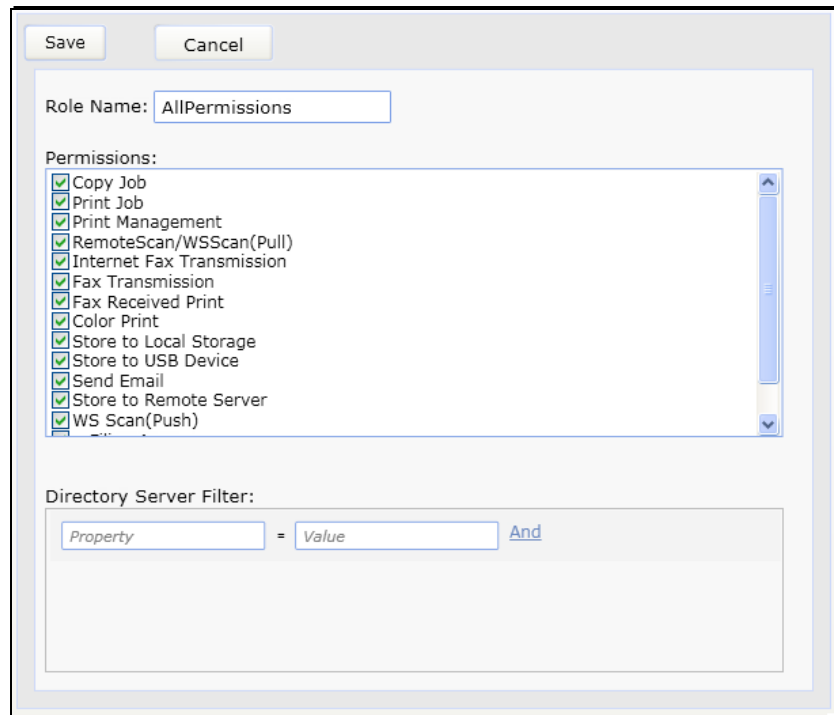 Save Cancel
Role Name: AllPermissions
Permissions:
Copy Job
Print Job
Print Management
RemoteScan/WSScan(Pull)
Internet Fax Transmission
Fax Transmission
Fax Received Print
Color Print
Store to Local Storage
Store to USB Device
Send Email
Store to Remote Server
WS Scan(Push)
Directory Server Filter:
Property = Value And